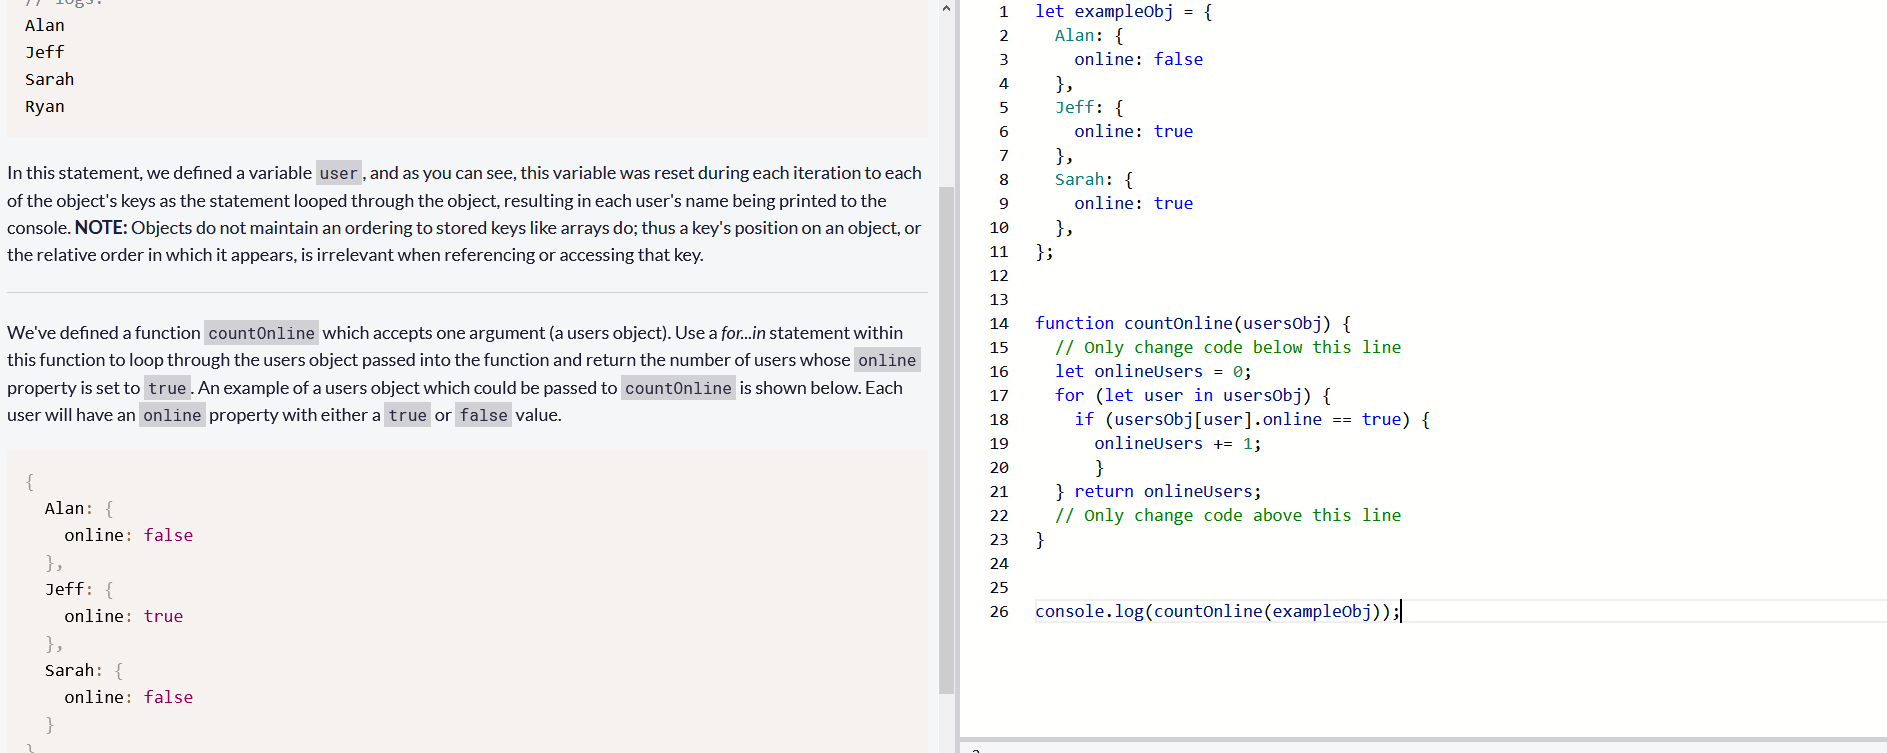 // logs:
Alan
Jeff
Sarah
Ryan
In this statement, we defined a variable user, and as you can see, this variable was reset during each iteration to each
of the object's keys as the statement looped through the object, resulting in each user's name being printed to the
console. NOTE: Objects do not maintain an ordering to stored keys like arrays do; thus a key's position on an object, or
the relative order in which it appears, is irrelevant when referencing or accessing that key.
We've defined a function countOnline which accepts one argument (a users object). Use a for...in statement within
this function to loop through the users object passed into the function and return the number of users whose online
property is set to true. An example of a users object which could be passed to countOnline is shown below. Each
user will have an online property with either a true or false value.
{
  Alan: {
    online: false
  },
  Jeff: {
    online: true
  },
  Sarah: {
    online: false
  }
}
1 let exampleObj = {
2   Alan: {
3     online: false
4   },
5   Jeff: {
6     online: true
7   },
8   Sarah: {
9     online: true
10   },
11 };
12
13
14 function countOnline(usersObj) {
15   // Only change code below this line
16   let onlineUsers = 0;
17   for (let user in usersObj) {
18     if (usersObj[user].online == true) {
19       onlineUsers += 1;
20       }
21   } return onlineUsers;
22   // Only change code above this line
23 }
24
25
26 console.log(countOnline(exampleObj));